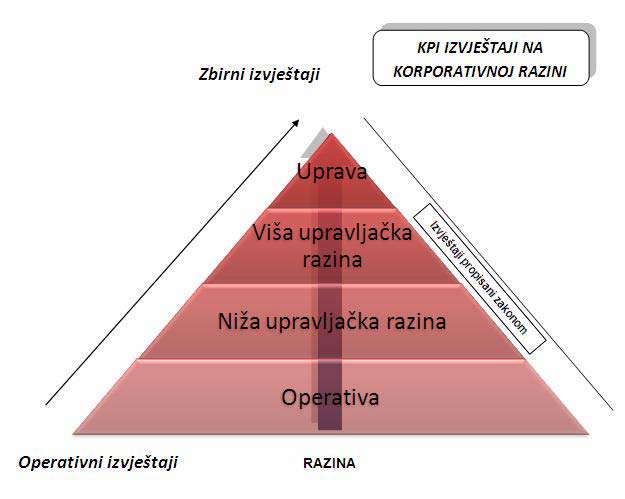 KPI IZVJEŠTAJI NA
KORPORATIVNOJ RAZINI
Zbirni izvještaji
Uprava
Viša upravljačka
razina
Izvještaji propisani zakonom
Niža upravljačka razina
Operativa
Operativni izvještaji
RAZINA